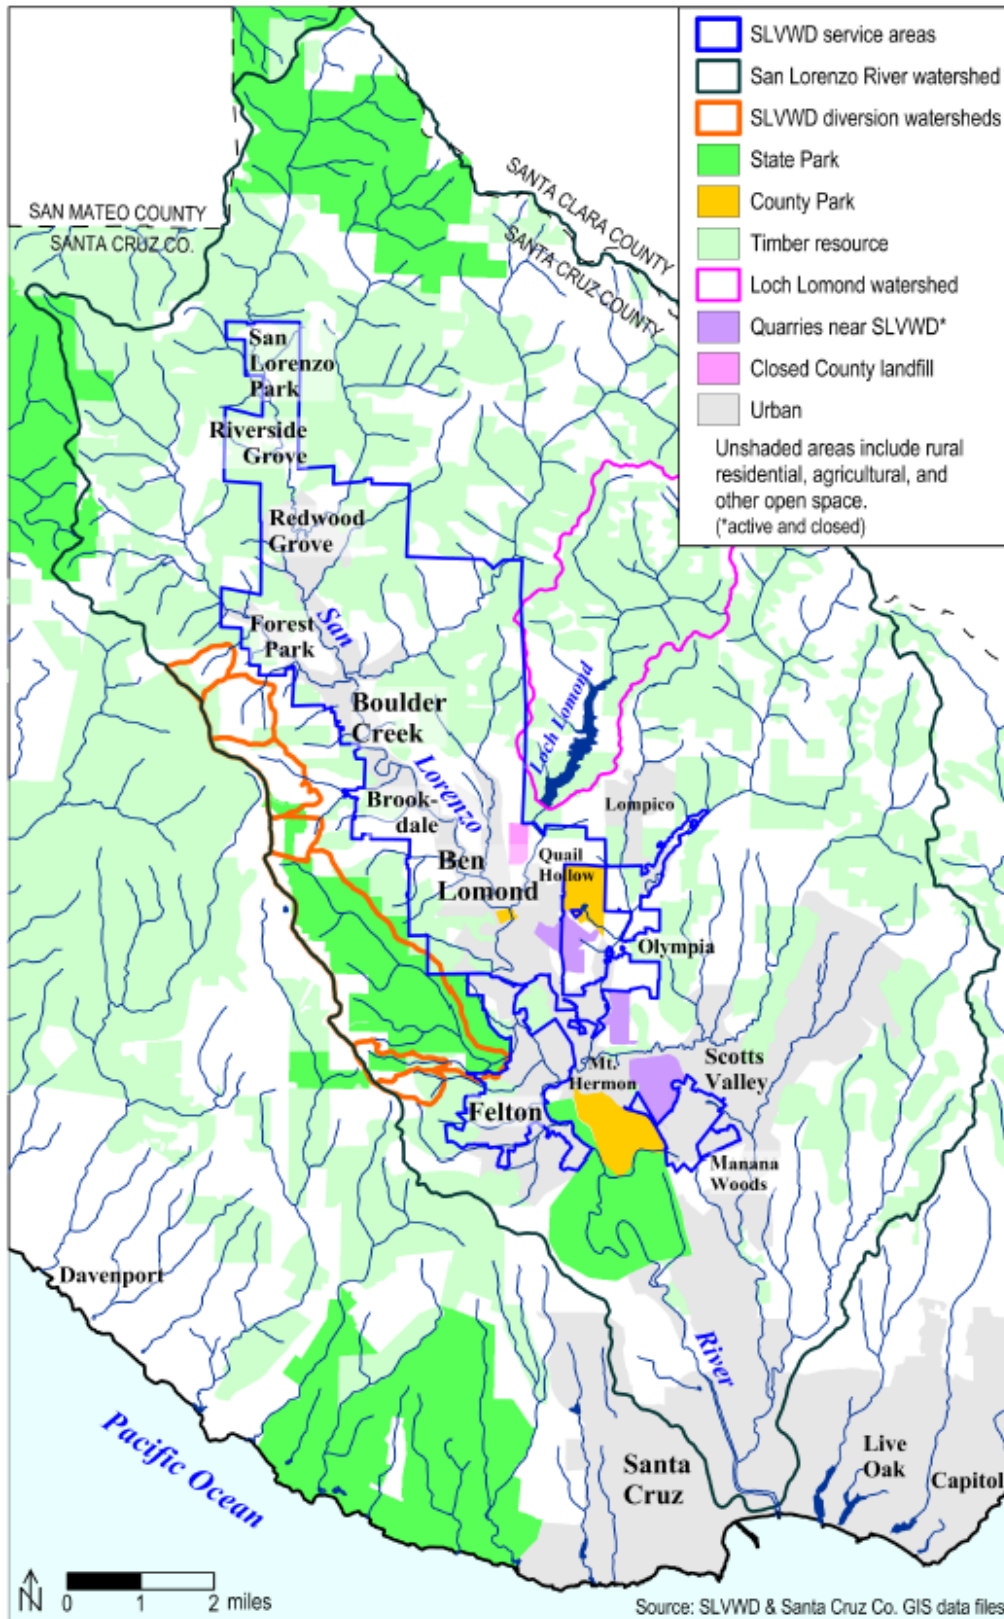 SLVWD service areas
San Lorenzo River watershed
SLVWD diversion watersheds
State Park
County Park
Timber resource
Loch Lomond watershed
Quarries near SLVWD*
Closed County landfill
Urban
Unshaded areas include rural
residential, agricultural, and
other open space.
(*active and closed)
SANTA CLARA COUNTY
SANTA CRUZ COUNTY
SAN MATEO COUNTY
SANTA CRUZ CO.
San
Lorenzo
Park
Riverside
Grove
Redwood
Grove
Forest
Park
San
Boulder
Creek
Loch Lomond
Lorenzo
Brook-
dale
Lompico
Ben
Lomond
Quail
Hollow
Olympia
Mt.
Hermon
Scotts
Valley
Felton
Manana
Woods
Davenport
River
Pacific Ocean
Santa
Cruz
Live
Oak
Capitol
N
0 1 2 miles
Source: SLVWD & Santa Cruz Co. GIS data files